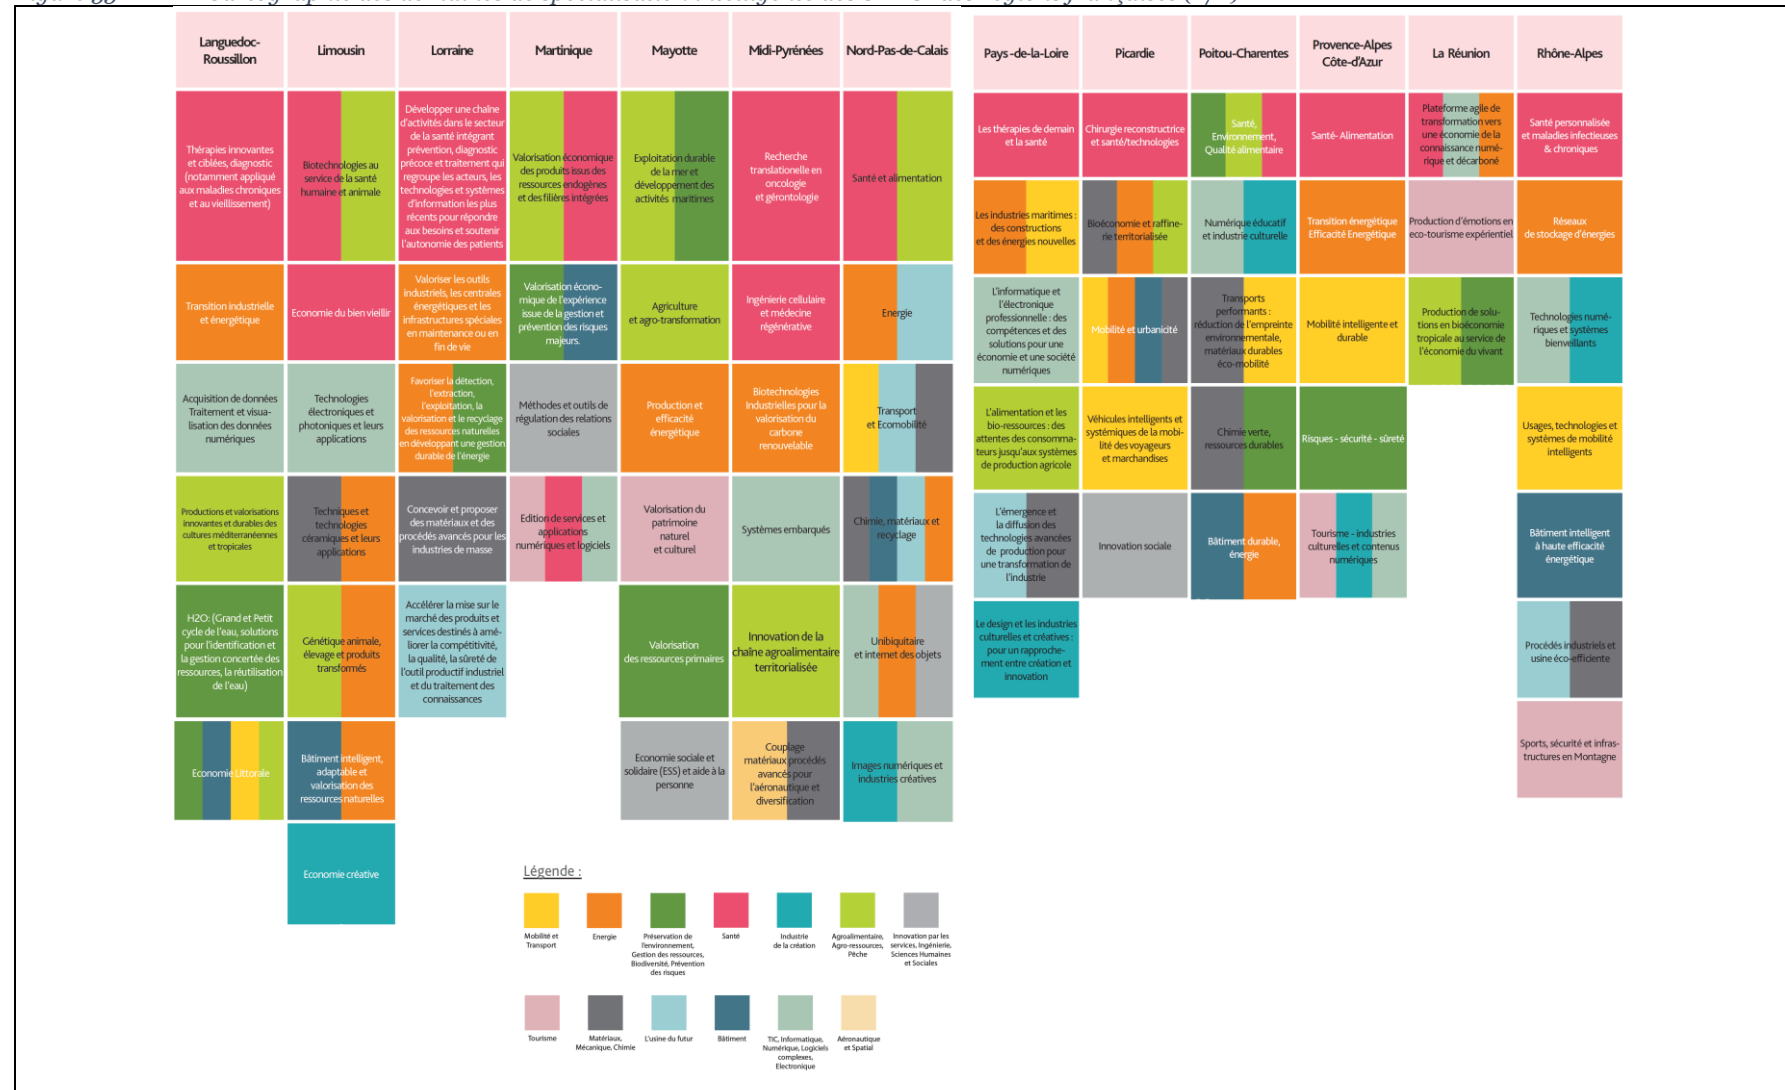 Languedoc-
Roussillon
Limousin
Lorraine
Martinique
Mayotte
Midi-Pyrénées
Nord-Pas-de-Calais
Pays -de-la-Loire
Picardie
Poitou-Charentes
Provence-Alpes
Côte-d'Azur
La Réunion
Rhône-Alpes
Thérapies innovantes
et ciblées, diagnostic
(notamment appliqué
aux maladies chroniques
et au vieillissement)
Transition industrielle
et énergétique
Acquisition de données
Traitement et visua-
lisation des données
numériques
Productions et valorisations
innovantes et durables des
cultures méditerranéennes
et tropicales
H2O: (Grand et Petit
cycle de l'eau, solutions
pour l'identification et
la gestion concertée des
ressources, la réutilisation
de l'eau)
Economie Littorale
Biotechnologies au
service de la santé
humaine et animale
Economie du bien vieillir
Technologies
électroniques et
photoniques et leurs
applications
Techniques et
technologies
céramiques et leurs
applications
Génétique animale,
élevage et produits
transformés
Bâtiment intelligent,
adaptable et
valorisation des
ressources naturelles
Economie créative
Développer une chaîne
d'activités dans le secteur
de la santé intégrant
prévention, diagnostic
précoce et traitement qui
regroupe les acteurs, les
technologies et systèmes
d'information les plus
récents pour répondre
aux besoins et soutenir
l'autonomie des patients
Valoriser les outils
industriels, les centrales
énergétiques et les
infrastructures spéciales
en maintenance ou en
fin de vie
Favoriser la détection,
l'extraction,
l'exploitation, la
valorisation et le recyclage
des ressources naturelles
en développant une gestion
durable de l'énergie
Concevoir et proposer
des matériaux et des
procédés avancés pour les
industries de masse
Accélérer la mise sur le
marché des produits et
services destinés à amé-
liorer la compétitivité,
la qualité, la sûreté de
l'outil productif industriel
et du traitement des
connaissances
Valorisation économique
des produits issus des
ressources endogènes
et des filières intégrées
Valorisation écono-
mique de l'expérience
issue de la gestion et
prévention des risques
majeurs.
Méthodes et outils de
régulation des relations
sociales
Edition de services et
applications
numériques et logiciels
Exploitation durable
de la mer et
développement des
activités maritimes
Agriculture
et agro-transformation
Production et
efficacité
énergétique
Valorisation du
patrimoine
naturel
et culturel
Valorisation
des ressources primaires
Economie sociale et
solidaire (ESS) et aide à la
personne
Recherche
translationelle en
oncologie
et gérontologie
Ingénierie cellulaire
et médecine
régénérative
Biotechnologies
Industrielles pour la
valorisation du
carbone
renouvelable
Systèmes embarqués
Innovation de la
chaîne agroalimentaire
territorialisée
Couplage
matériaux procédés
avancés pour
l'aéronautique et
diversification
Santé et alimentation
Energie
Transport
et Ecomobilité
Chimie, matériaux et
recyclage
Unibiquitaire
et internet des objets
Images numériques et
industries créatives
Les thérapies de demain
et la santé
Les industries maritimes :
des constructions
et des énergies nouvelles
L'informatique et
l'électronique
professionnelle : des
compétences et des
solutions pour une
économie et une société
numériques
L'alimentation et les
bio-ressources : des
attentes des consomma-
teurs jusqu'aux systèmes
de production agricole
L'émergence et
la diffusion des
technologies avancées
de production pour
une transformation de
l'industrie
Le design et les industries
culturelles et créatives :
pour un rapproche-
ment entre création et
innovation
Chirurgie reconstructrice
et santé/technologies
Bioéconomie et raffine-
rie territorialisée
Mobilité et urbanicité
Véhicules intelligents et
systémiques de la mobi-
lité des voyageurs
et marchandises
Innovation sociale
Santé,
Environnement,
Qualité alimentaire
Numérique éducatif
et industrie culturelle
Transports
performants :
réduction de l'empreinte
environnementale,
matériaux durables
éco-mobilité
Chimie verte,
ressources durables
Bâtiment durable,
énergie
Santé- Alimentation
Transition énergétique
Efficacité Energétique
Mobilité intelligente et
durable
Risques - sécurité - sûreté
Tourisme - industries
culturelles et contenus
numériques
Plateforme agile de
transformation vers
une économie de la
connaissance numé-
rique et décarboné
Production d'émotions en
eco-tourisme expérientiel
Production de solu-
tions en bioéconomie
tropicale au service de
l'économie du vivant
Santé personnalisée
et maladies infectieuses
& chroniques
Réseaux
de stockage d'énergies
Technologies numé-
riques et systèmes
bienveillants
Usages, technologies et
systèmes de mobilité
intelligents
Bâtiment intelligent
à haute efficacité
énergétique
Procédés industriels et
usine éco-efficiente
Sports, sécurité et infras-
tructures en Montagne
Légende :
Mobilité et
Transport
Energie
Préservation de
l'environnement,
Gestion des ressources,
Biodiversité, Prévention
des risques
Santé
Industrie
de la création
Agroalimentaire,
Agro-ressources,
Pêche
Innovation par les
services, Ingénierie,
Sciences Humaines
et Sociales
Tourisme
Matériaux,
Mécanique, Chimie
L'usine du futur
Bâtiment
TIC, Informatique,
Numérique, Logiciels
complexes,
Electronique
Aéronautique
et Spatial